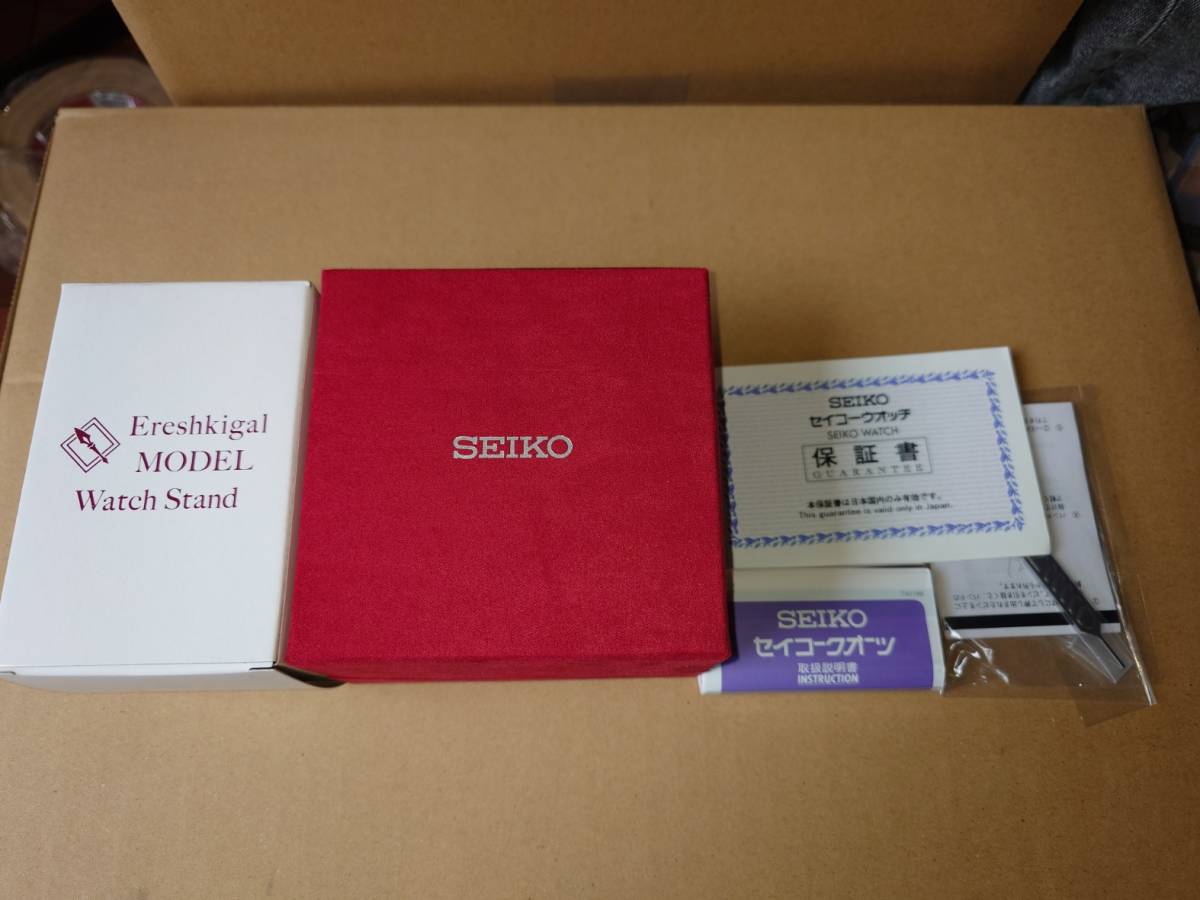 Ereshkigal
MODEL
Watch Stand
SEIKO
SEIKO
セイコーウオッチ
SEIKO WATCH
保証書
GUARANTEE
本保証書は日本国内のみ有効です。
This guarantee is valid only in Japan.
SEIKO
セイコークオーツ
取扱説明書
INSTRUCTION